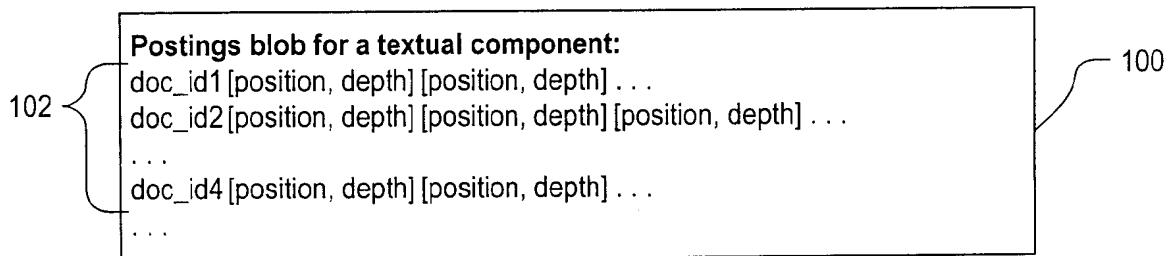 Postings blob for a textual component:
doc_id1 [position, depth] [position, depth] . . .
100
102
doc_id2 [position, depth] [position, depth] [position, depth] . . .
. . .
doc_id4 [position, depth] [position, depth] . . .
. . .